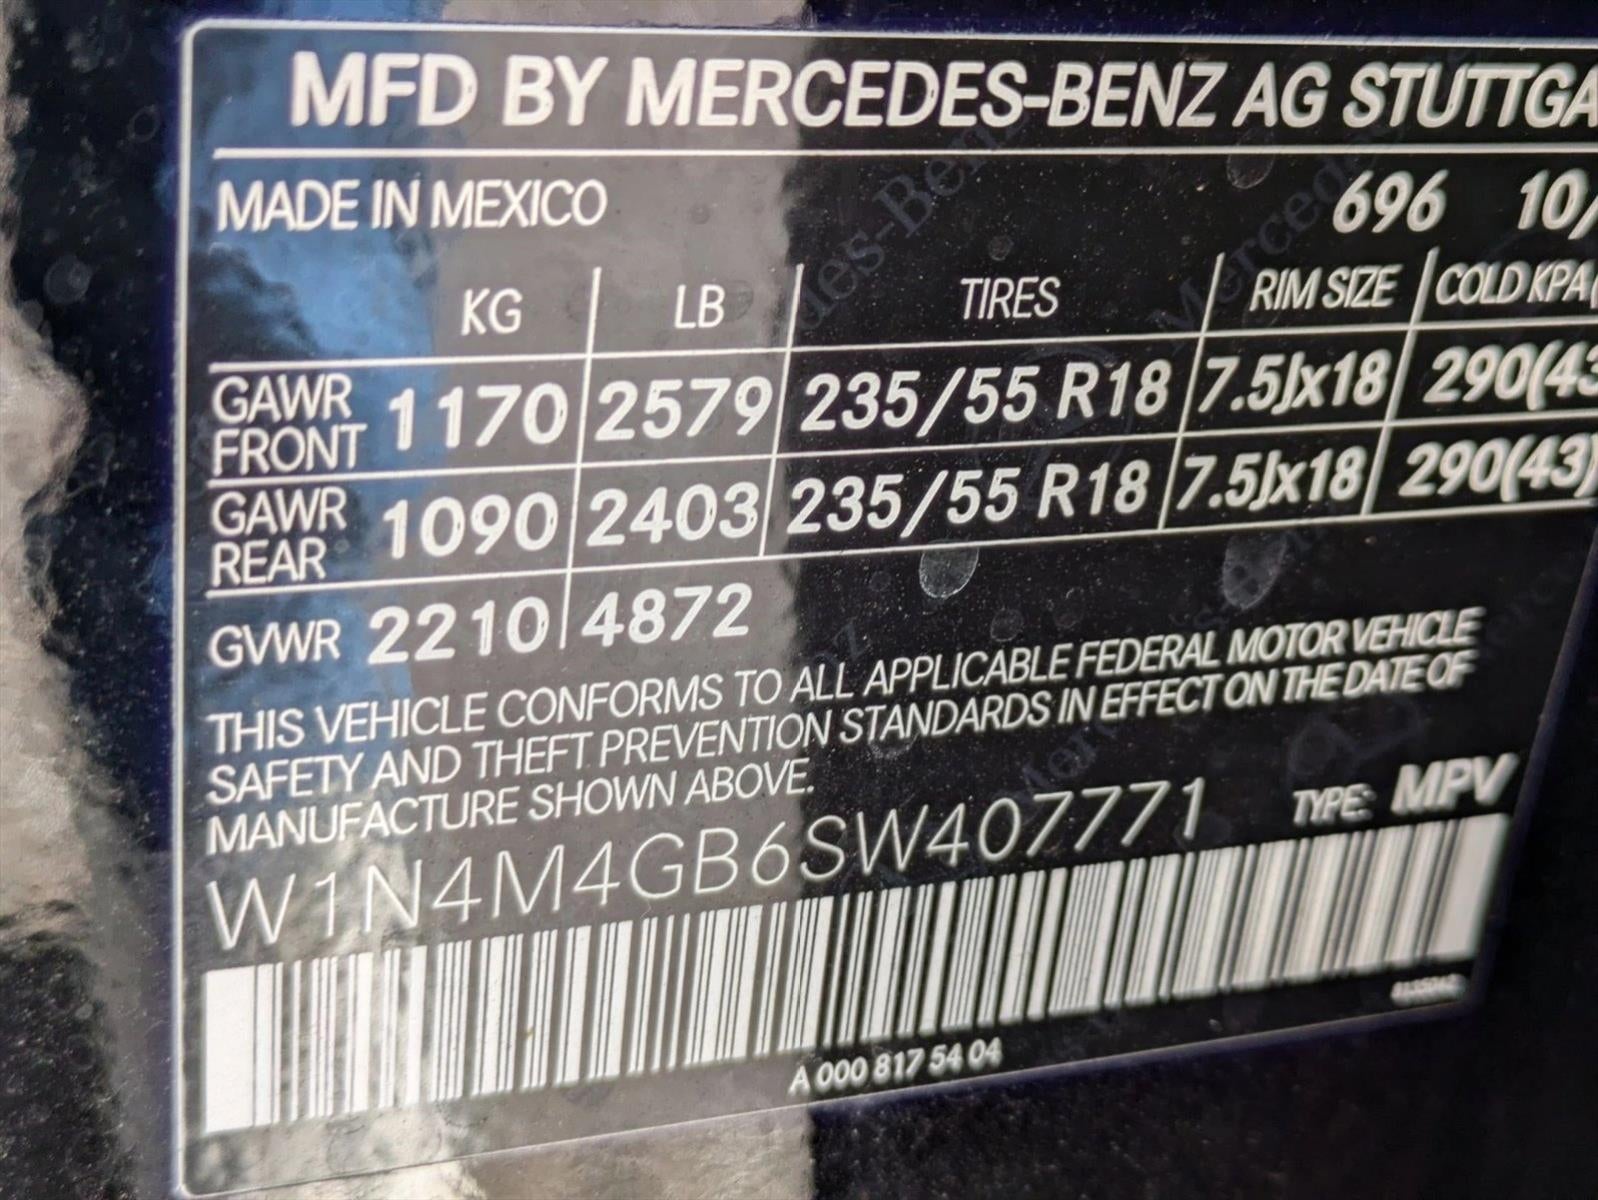 MFD BY MERCEDES-BENZ AG STUTTGA
MADE IN MEXICO 696 10/
KG LB TIRES RIM SIZE COLD KPA(
GAWR FRONT 1170 2579 235/55 R18 7.5Jx18 290(43
GAWR REAR 1090 2403 235/55 R18 7.5Jx18 290(43)
GVWR 2210 4872
THIS VEHICLE CONFORMS TO ALL APPLICABLE FEDERAL MOTOR VEHICLE
SAFETY AND THEFT PREVENTION STANDARDS IN EFFECT ON THE DATE OF
MANUFACTURE SHOWN ABOVE.
W1N4M4GB6SW407771 TYPE: MPV
A 000 817 54 04